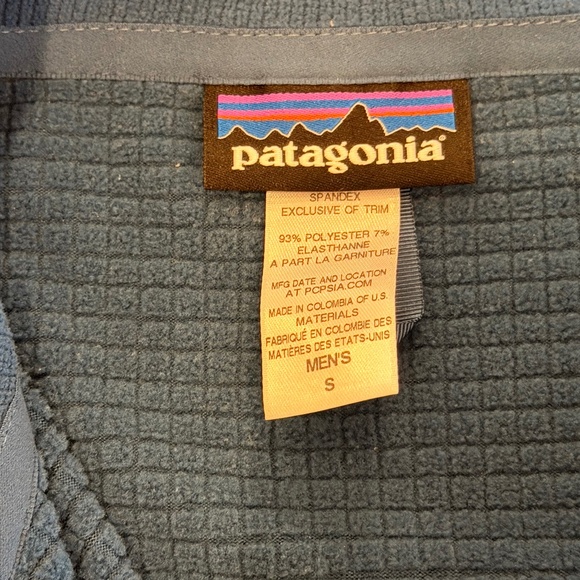 patagonia
SPANDEX
EXCLUSIVE OF TRIM
93% POLYESTER 7%
ELASTHANNE
A PART LA GARNITURE
MFG DATE AND LOCATION
AT PCPSIA.COM
MADE IN COLOMBIA OF U.S.
MATERIALS
FABRIQUÉ EN COLOMBIE DES
MATIÈRES DES ETATS-UNIS
MEN'S
S